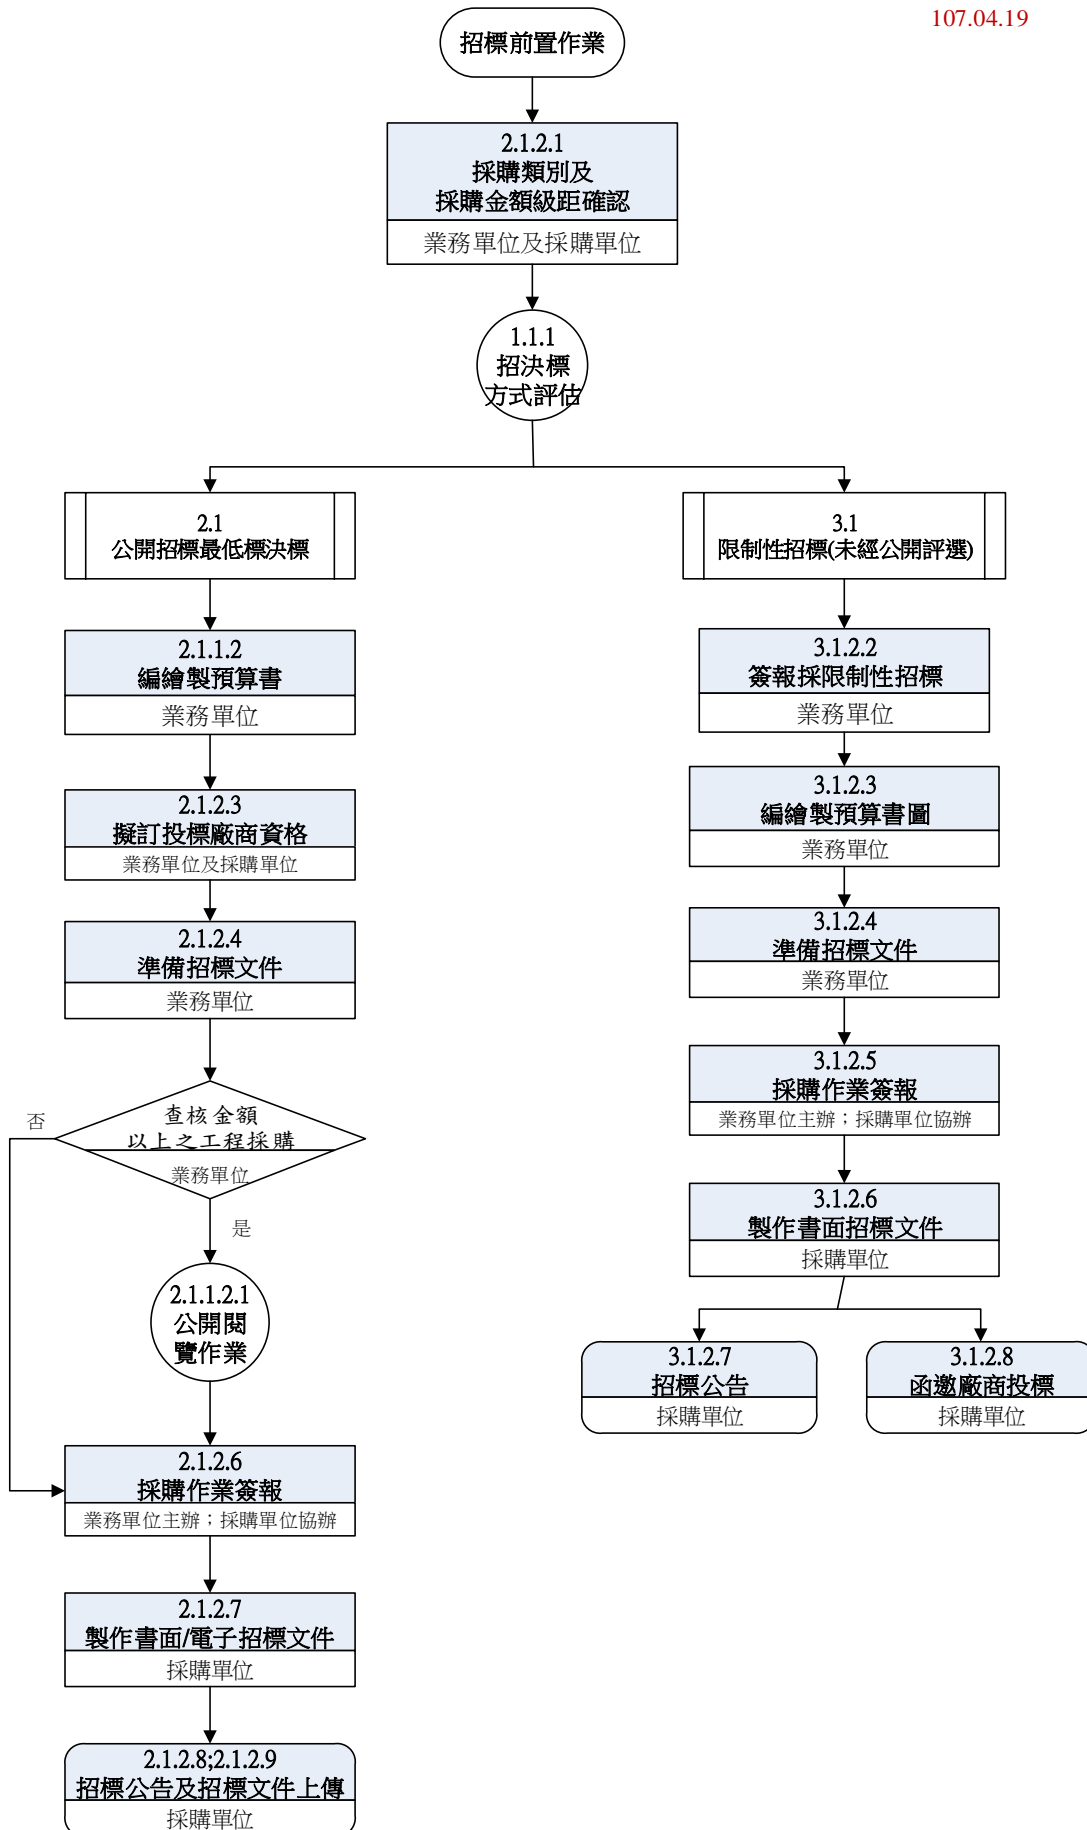 107.04.19
招標前置作業
2.1.2.1
採購類別及
採購金額級距確認
業務單位及採購單位
1.1.1
招決標
方式評估
2.1
公開招標最低標決標
2.1.1.2
編繪製預算書
業務單位
2.1.2.3
擬訂投標廠商資格
業務單位及採購單位
2.1.2.4
準備招標文件
業務單位
查核金額
以上之工程採購
業務單位
否
是
2.1.1.2.1
公開閱
覽作業
2.1.2.6
採購作業簽報
業務單位主辦；採購單位協辦
2.1.2.7
製作書面/電子招標文件
採購單位
2.1.2.8;2.1.2.9
招標公告及招標文件上傳
採購單位
3.1
限制性招標(未經公開評選)
3.1.2.2
簽報採限制性招標
業務單位
3.1.2.3
編繪製預算書圖
業務單位
3.1.2.4
準備招標文件
業務單位
3.1.2.5
採購作業簽報
業務單位主辦；採購單位協辦
3.1.2.6
製作書面招標文件
採購單位
3.1.2.7
招標公告
採購單位
3.1.2.8
函邀廠商投標
採購單位